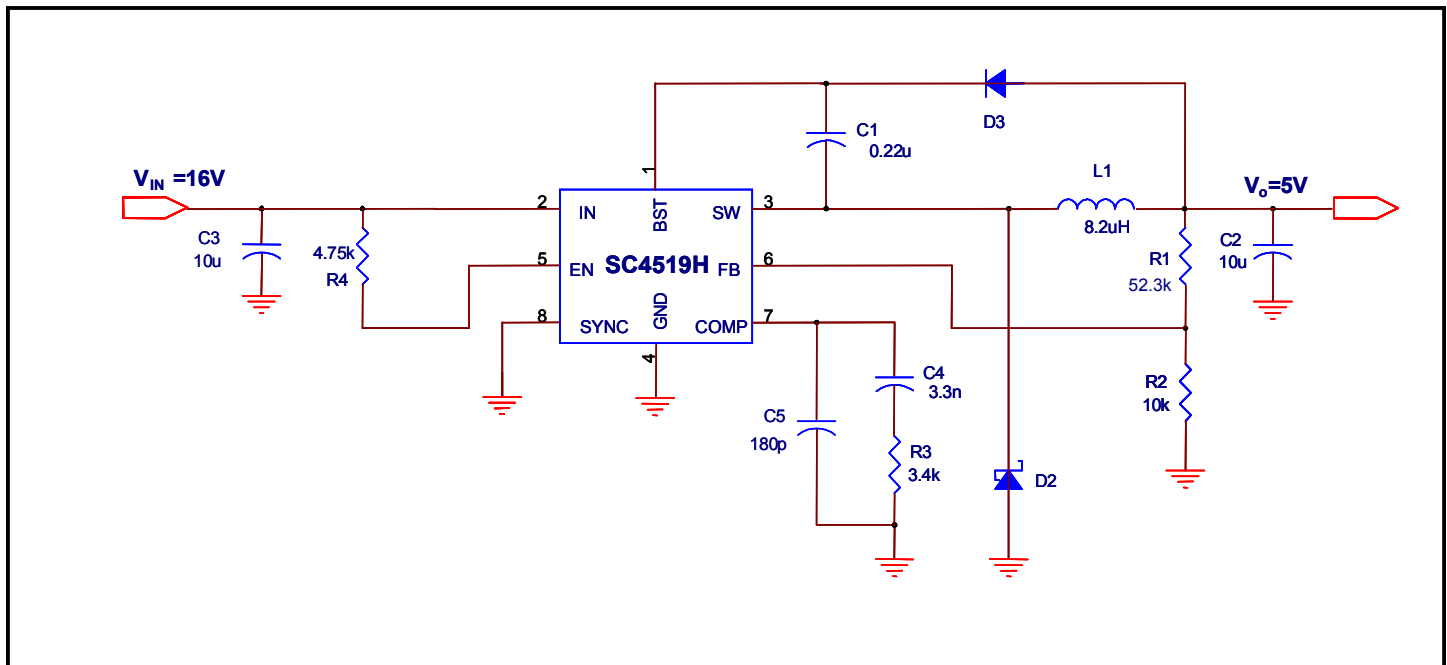 D3
C1
0.22u
L1
V_IN =16V
V_o=5V
1
2
IN
BST
SW
3
C3
10u
4.75k
R4
8.2uH
C2
10u
R1
52.3k
5
EN
SC4519H
FB
6
8
SYNC
GND
COMP
7
4
C4
3.3n
R2
10k
C5
180p
R3
3.4k
D2